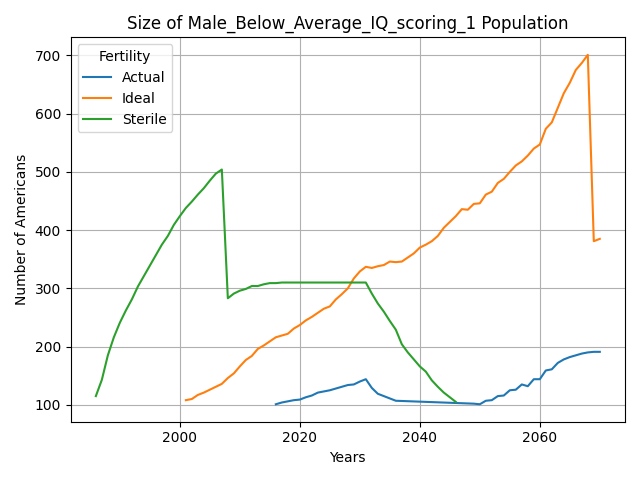 Size of Male_Below_Average_IQ_scoring_1 Population
Fertility
Actual
Ideal
Sterile
Number of Americans
700
600
500
400
300
200
100
2000
2020
2040
2060
Years